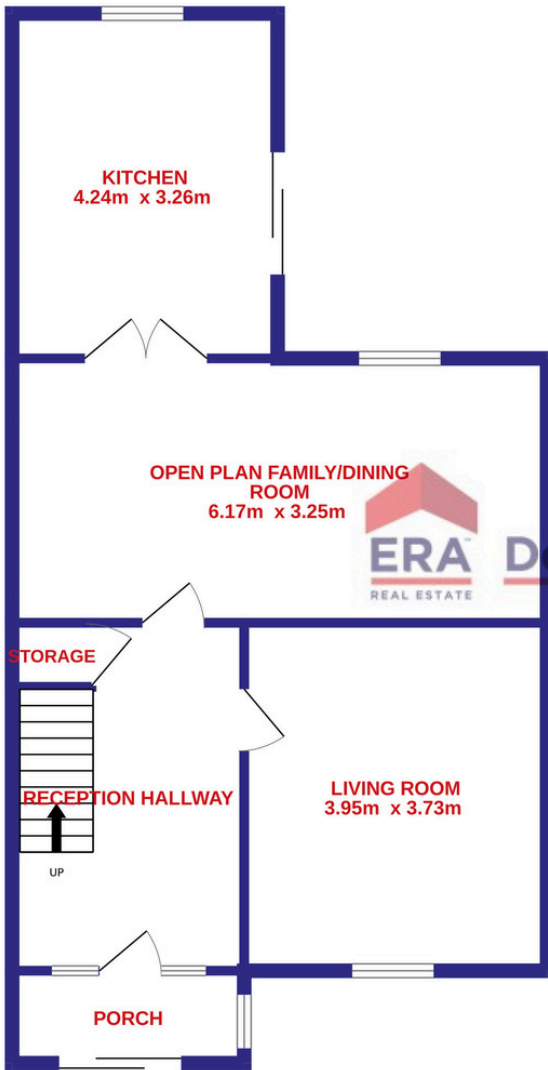 KITCHEN
4.24m x 3.26m
OPEN PLAN FAMILY/DINING
ROOM
6.17m x 3.25m
ERA™
REAL ESTATE
STORAGE
RECEPTION HALLWAY
LIVING ROOM
3.95m x 3.73m
UP
PORCH